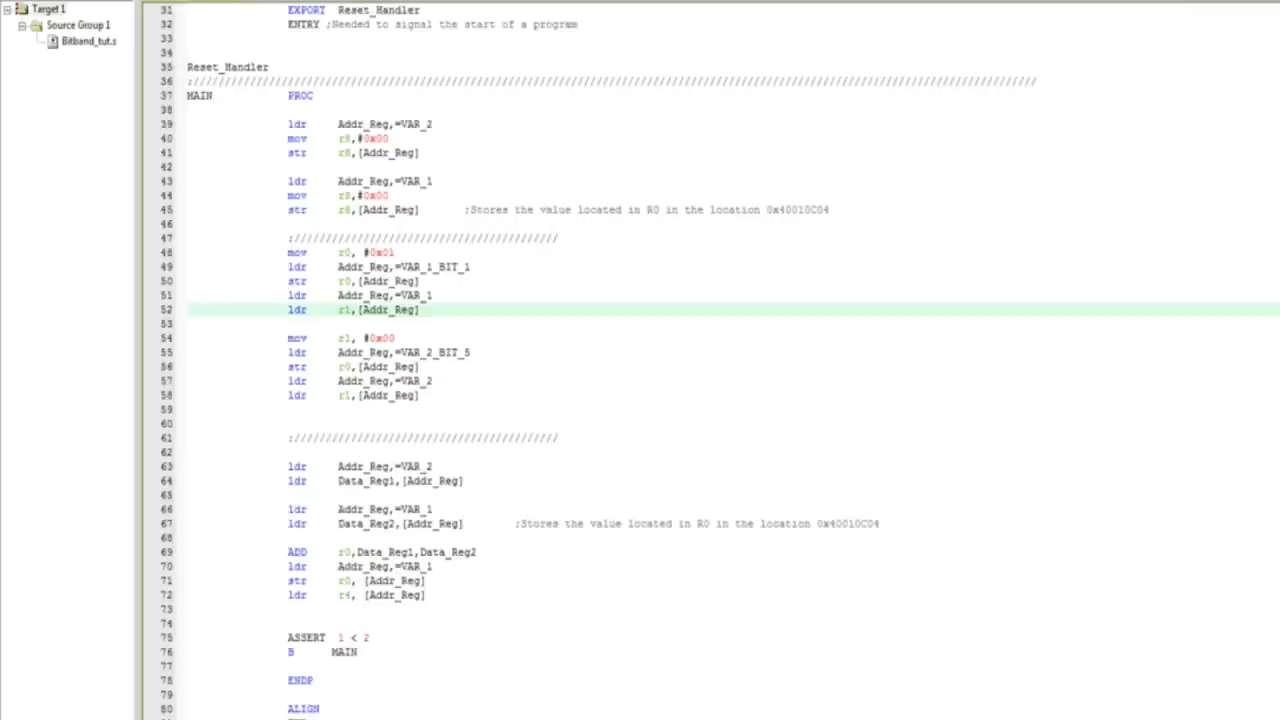 Target 1
Source Group 1
Bitband_tut.s
31 EXPORT Reset_Handler
32 ENTRY ;Needed to signal the start of a program
33
34
35 Reset_Handler
36 ;//////////////////////////////////////////////////////////////////////////////////////////////////////////////////////////////////////
37 MAIN PROC
38
39 ldr Addr_Reg,=VAR_2
40 mov r8,#0x00
41 str r8,[Addr_Reg]
42
43 ldr Addr_Reg,=VAR_1
44 mov r8,#0x00
45 str r8,[Addr_Reg] ;Stores the value located in R0 in the location 0x40010C04
46
47 ;//////////////////////////////////////////
48 mov r0, #0x01
49 ldr Addr_Reg,=VAR_1_BIT_1
50 str r0,[Addr_Reg]
51 ldr Addr_Reg,=VAR_1
52 ldr r1,[Addr_Reg]
53
54 mov r1, #0x00
55 ldr Addr_Reg,=VAR_2_BIT_5
56 str r0,[Addr_Reg]
57 ldr Addr_Reg,=VAR_2
58 ldr r1,[Addr_Reg]
59
60
61 ;//////////////////////////////////////////
62
63 ldr Addr_Reg,=VAR_2
64 ldr Data_Reg1,[Addr_Reg]
65
66 ldr Addr_Reg,=VAR_1
67 ldr Data_Reg2,[Addr_Reg] ;Stores the value located in R0 in the location 0x40010C04
68
69 ADD r0,Data_Reg1,Data_Reg2
70 ldr Addr_Reg,=VAR_1
71 str r0, [Addr_Reg]
72 ldr r4, [Addr_Reg]
73
74
75 ASSERT 1 < 2
76 B MAIN
77
78 ENDP
79
80 ALIGN